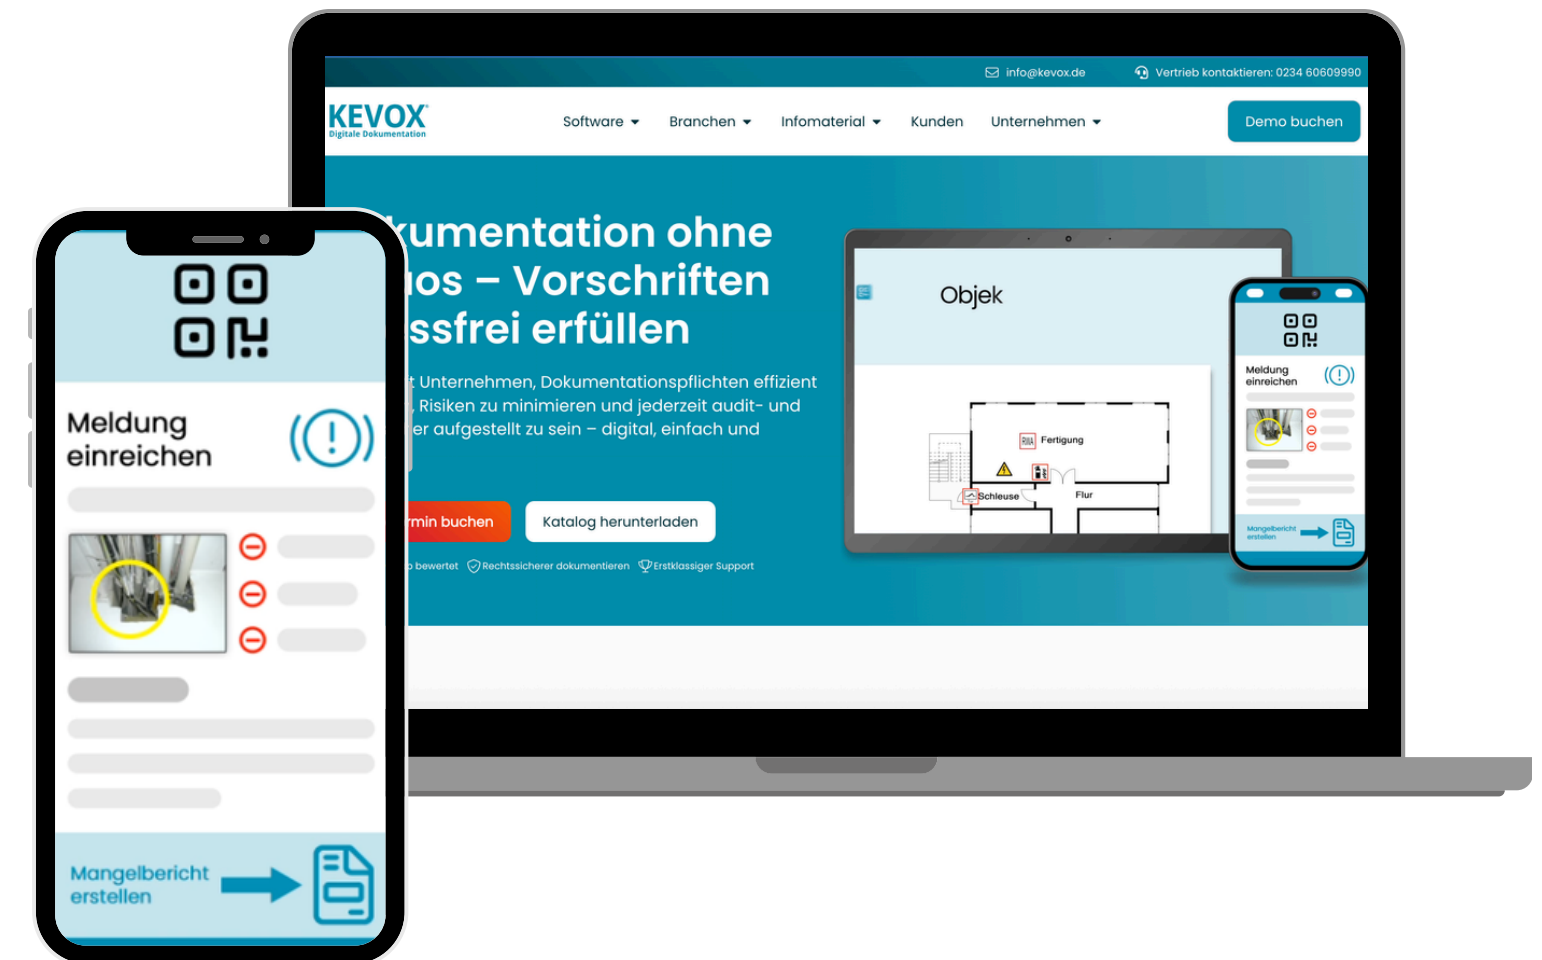 info@kevox.de
Vertrieb kontaktieren: 0234 60609990
KEVOX
Digitale Dokumentation
Software
Branchen
Infomaterial
Kunden
Unternehmen
Demo buchen
kumentation ohne
os – Vorschriften
ssfrei erfüllen
t Unternehmen, Dokumentationspflichten effizient
, Risiken zu minimieren und jederzeit audit- und
er aufgestellt zu sein – digital, einfach und
rmin buchen
Katalog herunterladen
bewertet
Rechtssicherer dokumentieren
Erstklassiger Support
Objek
RWA
Fertigung
Schleuse
Flur
Meldung
einreichen
Mangelbericht
erstellen
Meldung
einreichen
Mangelbericht
erstellen